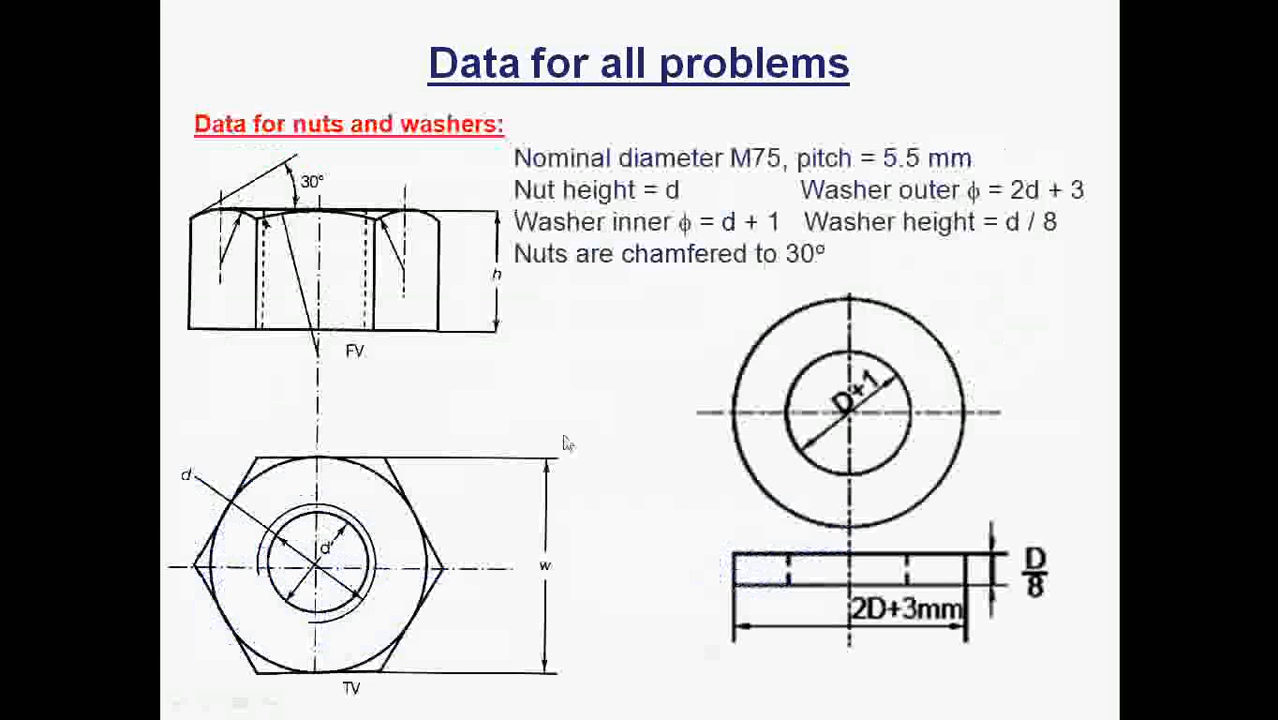 Data for all problems
Data for nuts and washers:
Nominal diameter M75, pitch = 5.5 mm
Nut height = d Washer outer ϕ = 2d + 3
Washer inner ϕ = d + 1 Washer height = d / 8
Nuts are chamfered to 30º
30°
h
FV
D+1
d
d'
w
TV
D
8
2D+3mm